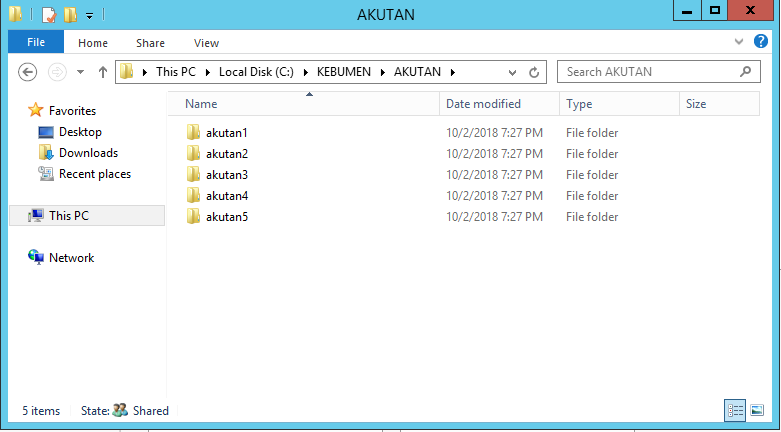 AKUTAN
File Home Share View
This PC Local Disk (C:) KEBUMEN AKUTAN Search AKUTAN
Name Date modified Type Size
Favorites
Desktop
Downloads
Recent places
This PC
Network
akutan1 10/2/2018 7:27 PM File folder
akutan2 10/2/2018 7:27 PM File folder
akutan3 10/2/2018 7:27 PM File folder
akutan4 10/2/2018 7:27 PM File folder
akutan5 10/2/2018 7:27 PM File folder
5 items State: Shared